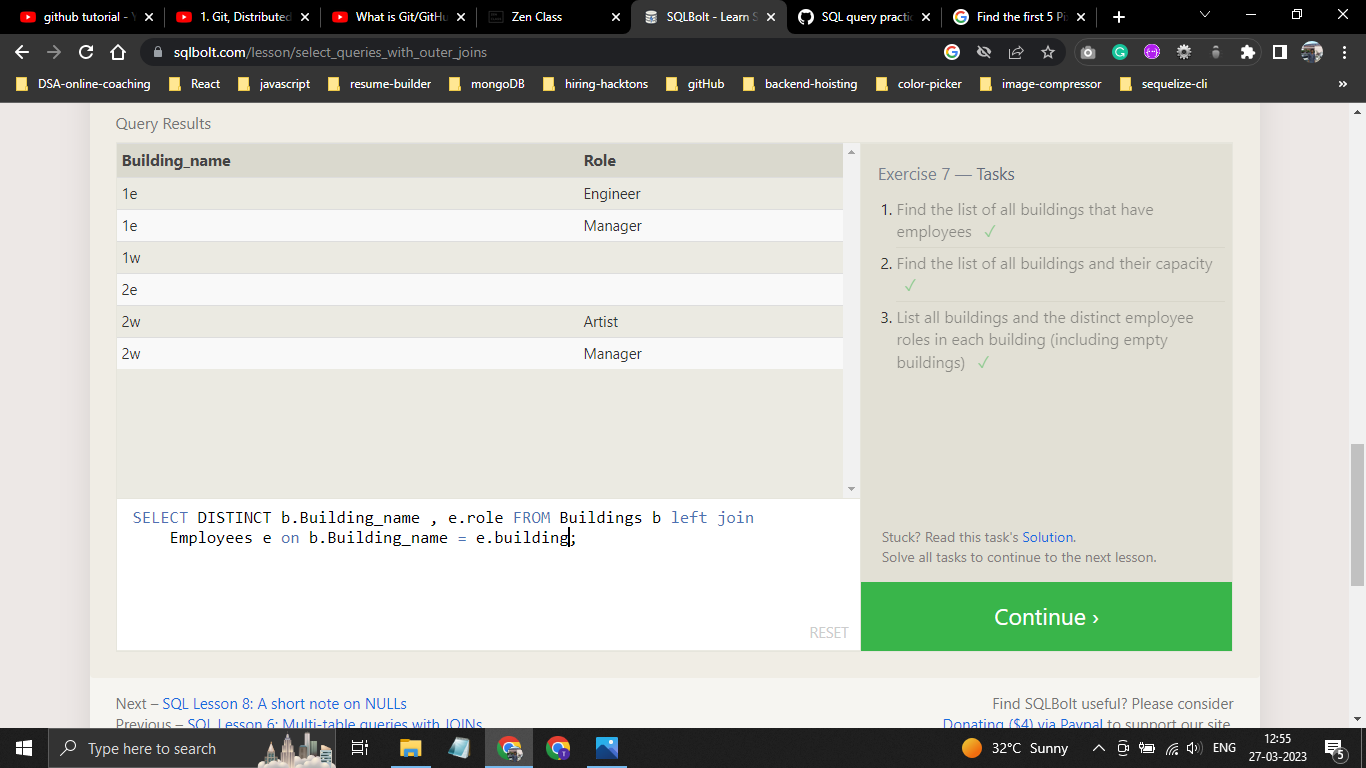 github tutorial - Y
1. Git, Distributed
What is Git/GitHu
Zen Class
SQLBolt - Learn S
SQL query practi
Find the first 5 Pi
sqlbolt.com/lesson/select_queries_with_outer_joins
DSA-online-coaching
React
javascript
resume-builder
mongoDB
hiring-hacktons
gitHub
backend-hoisting
color-picker
image-compressor
sequelize-cli
»
Query Results
Building_name Role
1e Engineer
1e Manager
1w
2e
2w Artist
2w Manager
SELECT DISTINCT b.Building_name , e.role FROM Buildings b left join
Employees e on b.Building_name = e.building;
RESET
Exercise 7 — Tasks
1. Find the list of all buildings that have
employees ✓
2. Find the list of all buildings and their capacity
✓
3. List all buildings and the distinct employee
roles in each building (including empty
buildings) ✓
Stuck? Read this task's Solution.
Solve all tasks to continue to the next lesson.
Continue ›
Next – SQL Lesson 8: A short note on NULLs
Previous – SQL Lesson 6: Multi-table queries with JOINs
Find SQLBolt useful? Please consider
Donating ($4) via Paypal to support our site.
Type here to search
32°C Sunny
ENG
12:55
27-03-2023
5